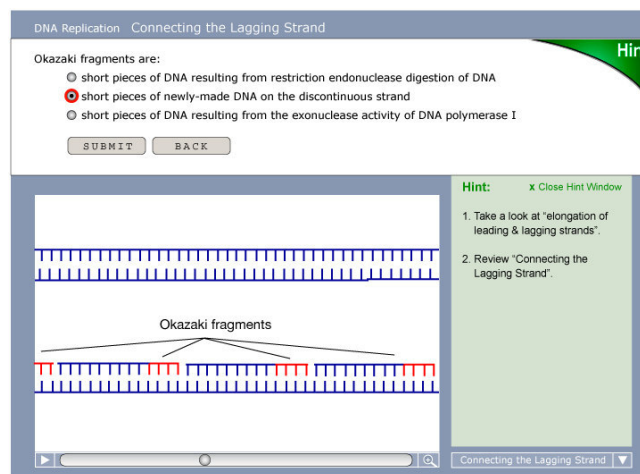 DNA Replication Connecting the Lagging Strand
Hin
Okazaki fragments are:
short pieces of DNA resulting from restriction endonuclease digestion of DNA
short pieces of newly-made DNA on the discontinuous strand
short pieces of DNA resulting from the exonuclease activity of DNA polymerase I
SUBMIT BACK
Hint: x Close Hint Window
1. Take a look at “elongation of
leading & lagging strands”.
2. Review “Connecting the
Lagging Strand”.
Okazaki fragments
Connecting the Lagging Strand